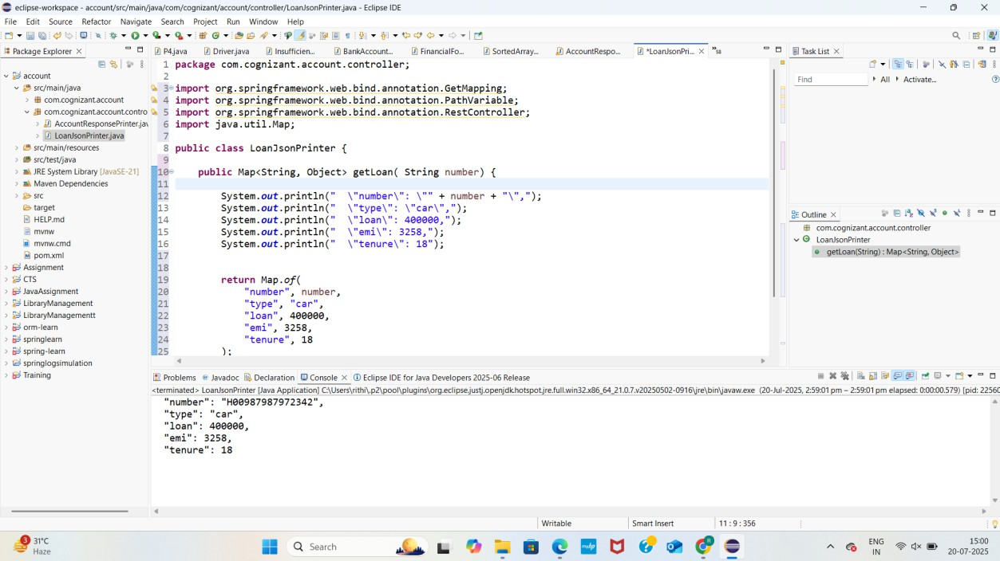 eclipse-workspace - account/src/main/java/com/cognizant/account/controller/LoanJsonPrinter.java - Eclipse IDE
File Edit Source Refactor Navigate Search Project Run Window Help
Package Explorer
P4.java Driver.java Insufficien... BankAccount... FinancialFo... SortedArray... AccountRespo... *LoanJsonPri... »58
Task List
account
src/main/java
com.cognizant.account
com.cognizant.account.contro
AccountResponsePrinter.jav
LoanJsonPrinter.java
src/main/resources
src/test/java
JRE System Library [JavaSE-21]
Maven Dependencies
src
target
HELP.md
mvnw
mvnw.cmd
pom.xml
Assignment
CTS
JavaAssignment
LibraryManagement
LibraryManagementt
orm-learn
springlearn
spring-learn
springlogsimulation
Training
1 package com.cognizant.account.controller;
2
3 import org.springframework.web.bind.annotation.GetMapping;
4 import org.springframework.web.bind.annotation.PathVariable;
5 import org.springframework.web.bind.annotation.RestController;
6 import java.util.Map;
7
8 public class LoanJsonPrinter {
9
10 public Map<String, Object> getLoan( String number) {
11
12 System.out.println("  \"number\": \"" + number + "\",");
13 System.out.println("  \"type\": \"car\",");
14 System.out.println("  \"loan\": 400000,");
15 System.out.println("  \"emi\": 3258,");
16 System.out.println("  \"tenure\": 18");
17
18
19 return Map.of(
20 "number", number,
21 "type", "car",
22 "loan", 400000,
23 "emi", 3258,
24 "tenure", 18
25 );
Find All Activate...
Outline
com.cognizant.account.controller
LoanJsonPrinter
getLoan(String) : Map<String, Object>
Problems Javadoc Declaration Console Eclipse IDE for Java Developers 2025-06 Release
<terminated> LoanJsonPrinter [Java Application] C:\Users\rithi\.p2\pool\plugins\org.eclipse.justj.openjdk.hotspot.jre.full.win32.x86_64_21.0.7.v20250502-0916\jre\bin\javaw.exe (20-Jul-2025, 2:59:01 pm – 2:59:01 pm elapsed: 0:00:00.579) [pid: 22560
"number": "H00987987972342",
"type": "car",
"loan": 400000,
"emi": 3258,
"tenure": 18
Writable Smart Insert 11 : 9 : 356
3
31°C
Haze
Search
ENG
IN
15:00
20-07-2025